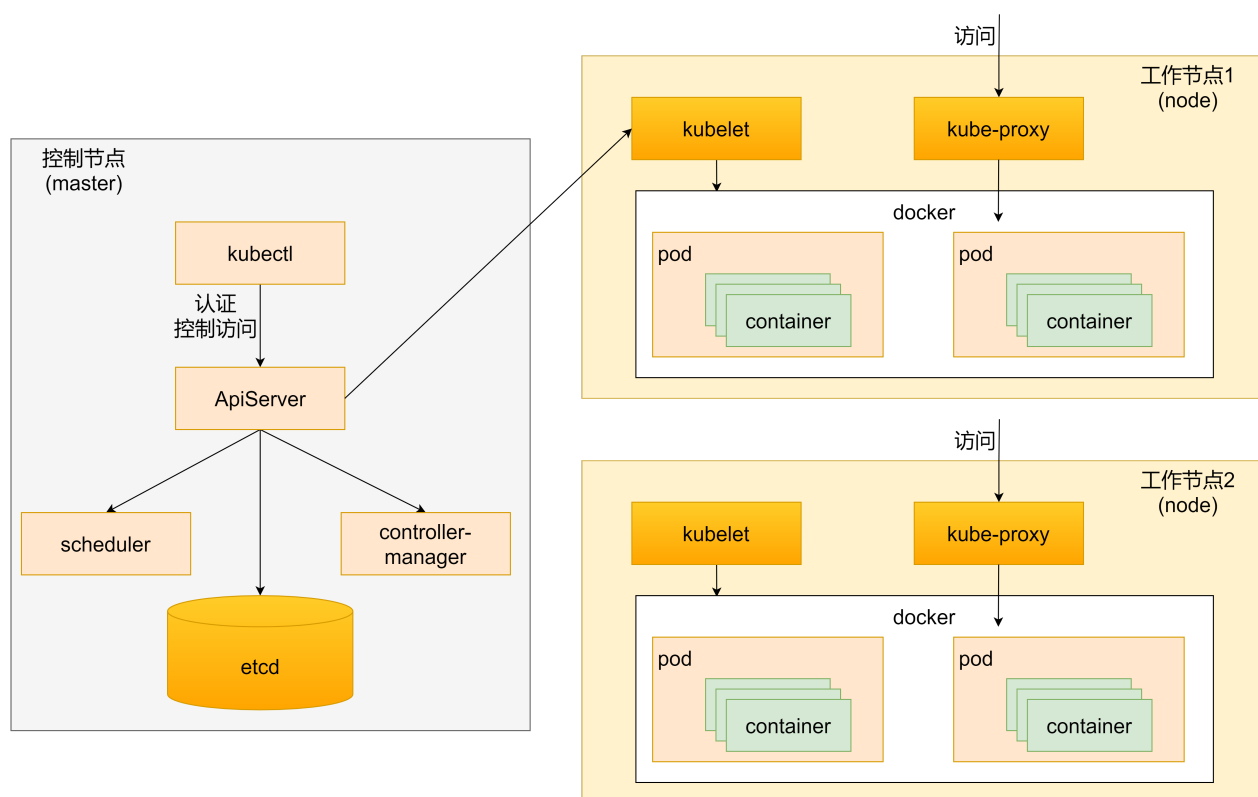 控制节点
(master)
kubectl
认证
控制访问
ApiServer
scheduler
controller-
manager
etcd
访问
工作节点1
(node)
kubelet
kube-proxy
docker
pod
container
pod
container
访问
工作节点2
(node)
kubelet
kube-proxy
docker
pod
container
pod
container